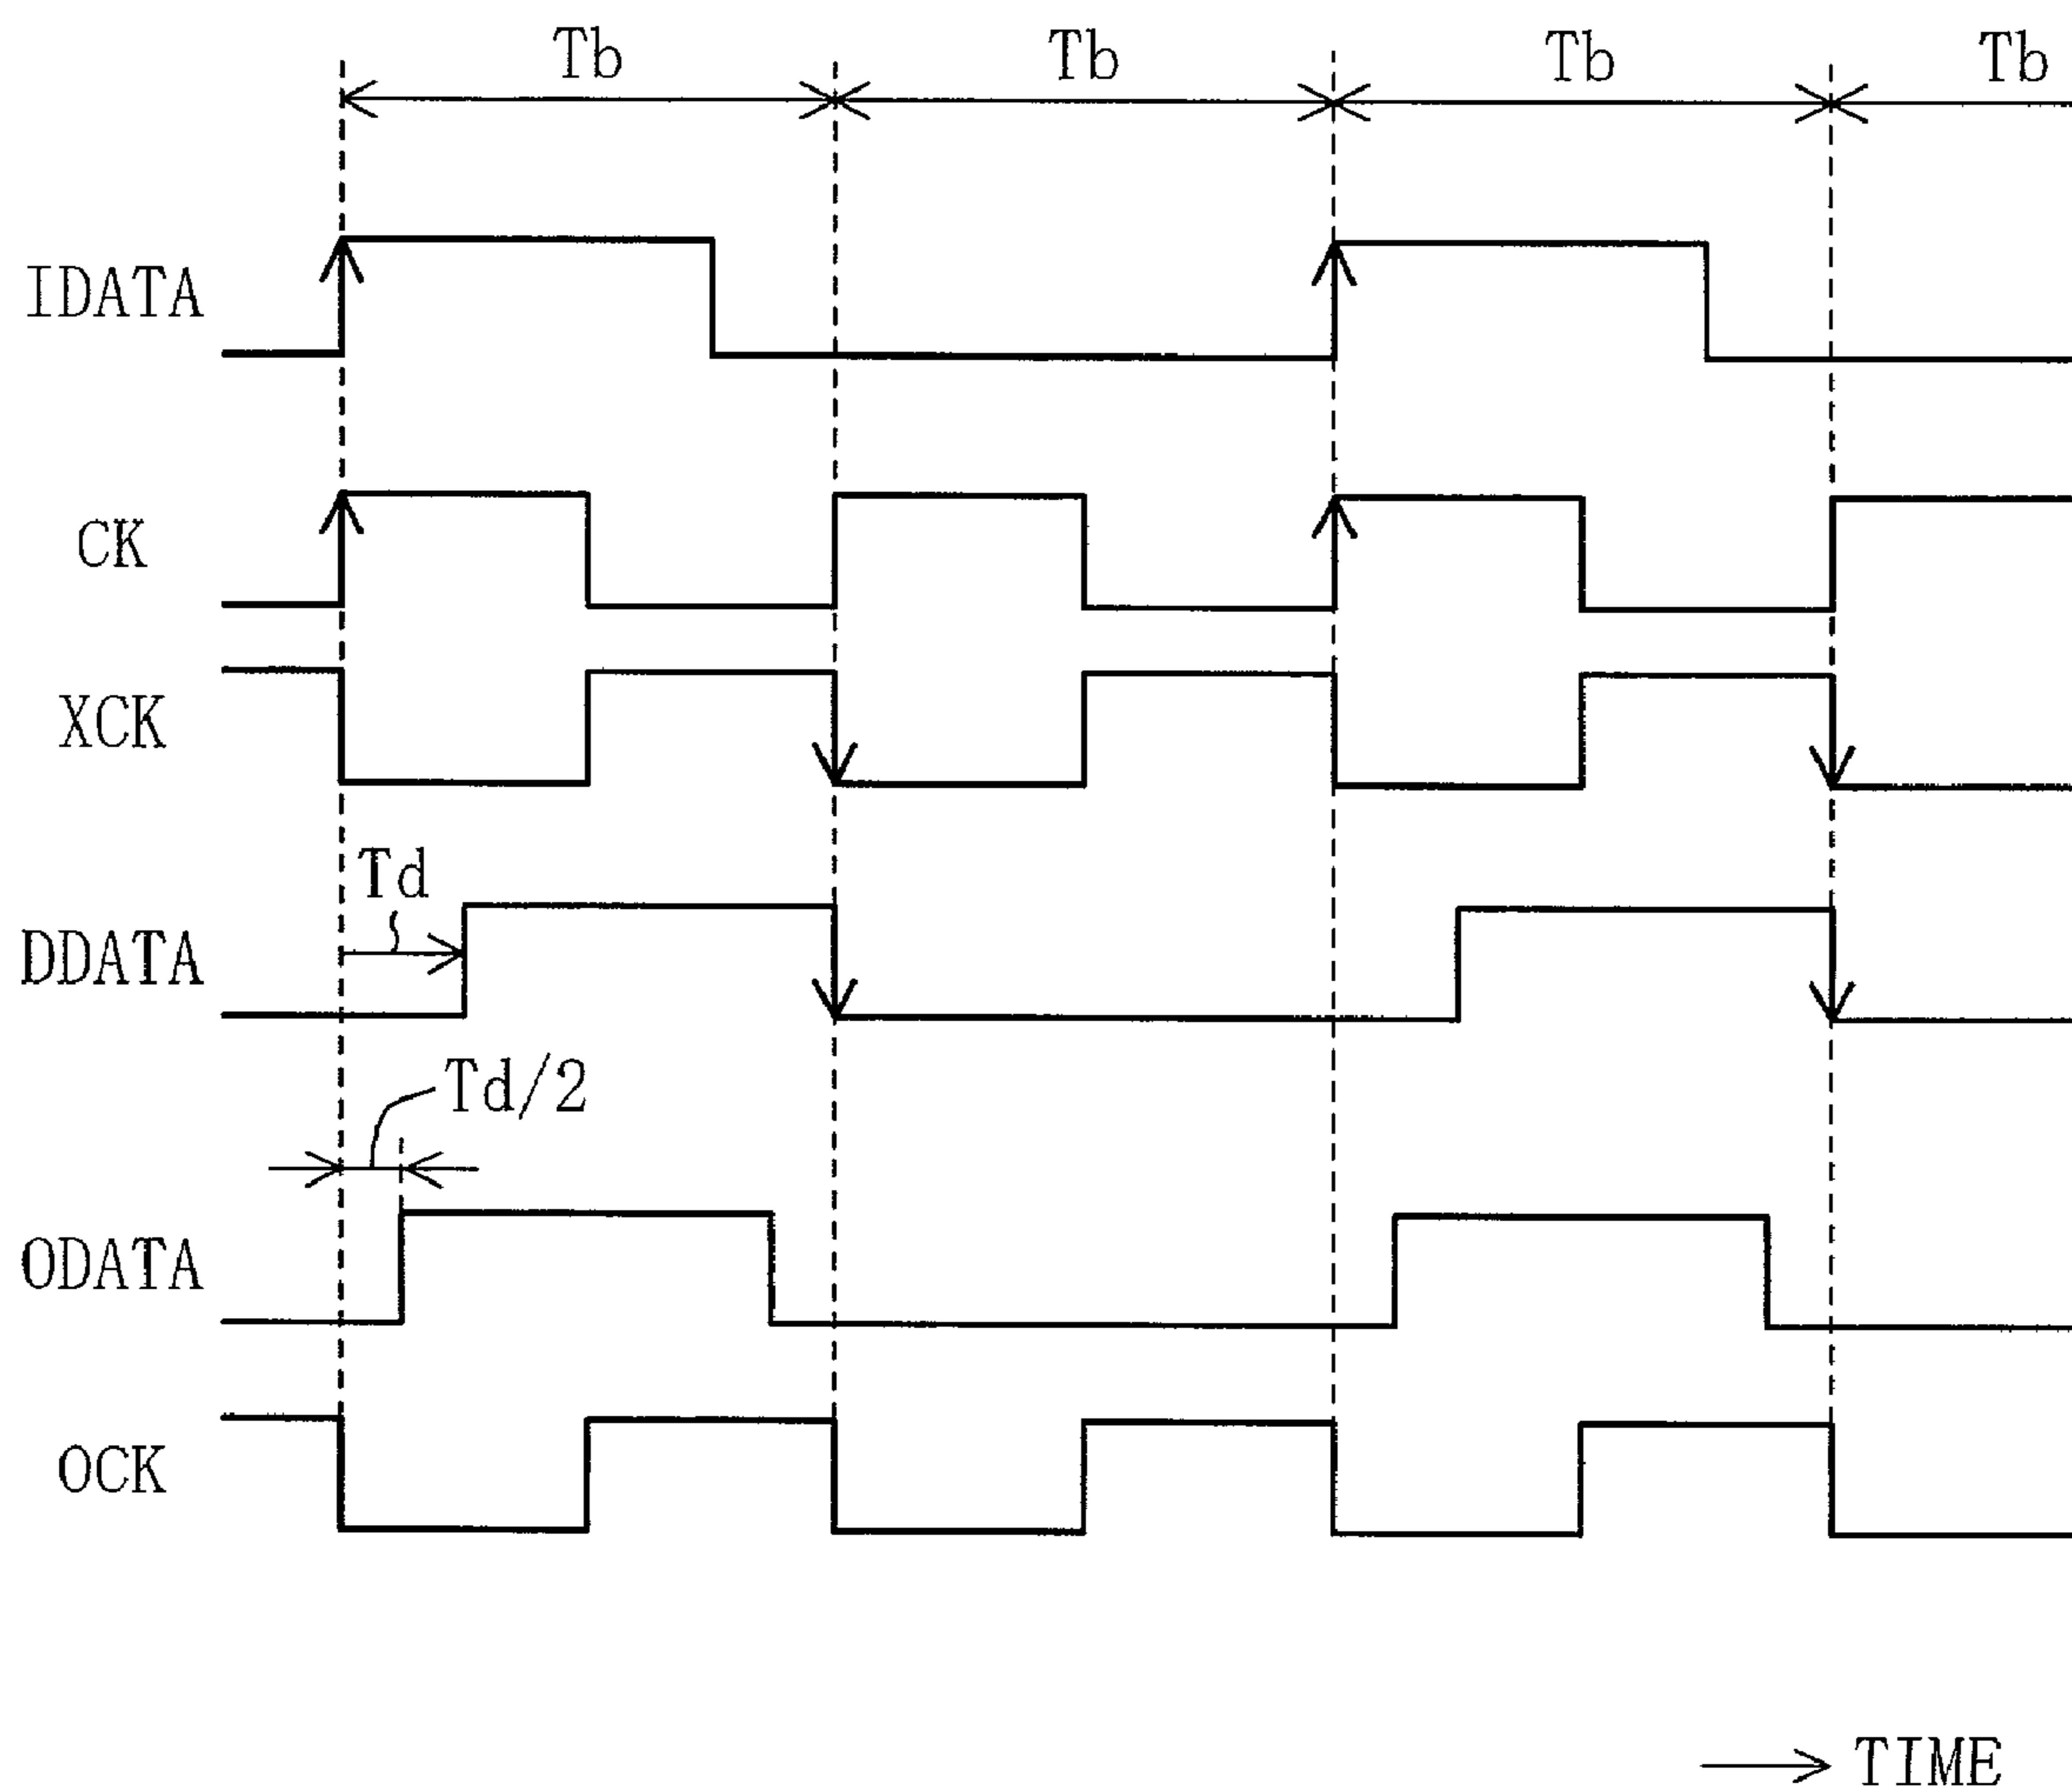 Tb Tb Tb Tb
IDATA
CK
XCK
Td
DDATA
Td/2
ODATA
OCK
TIME